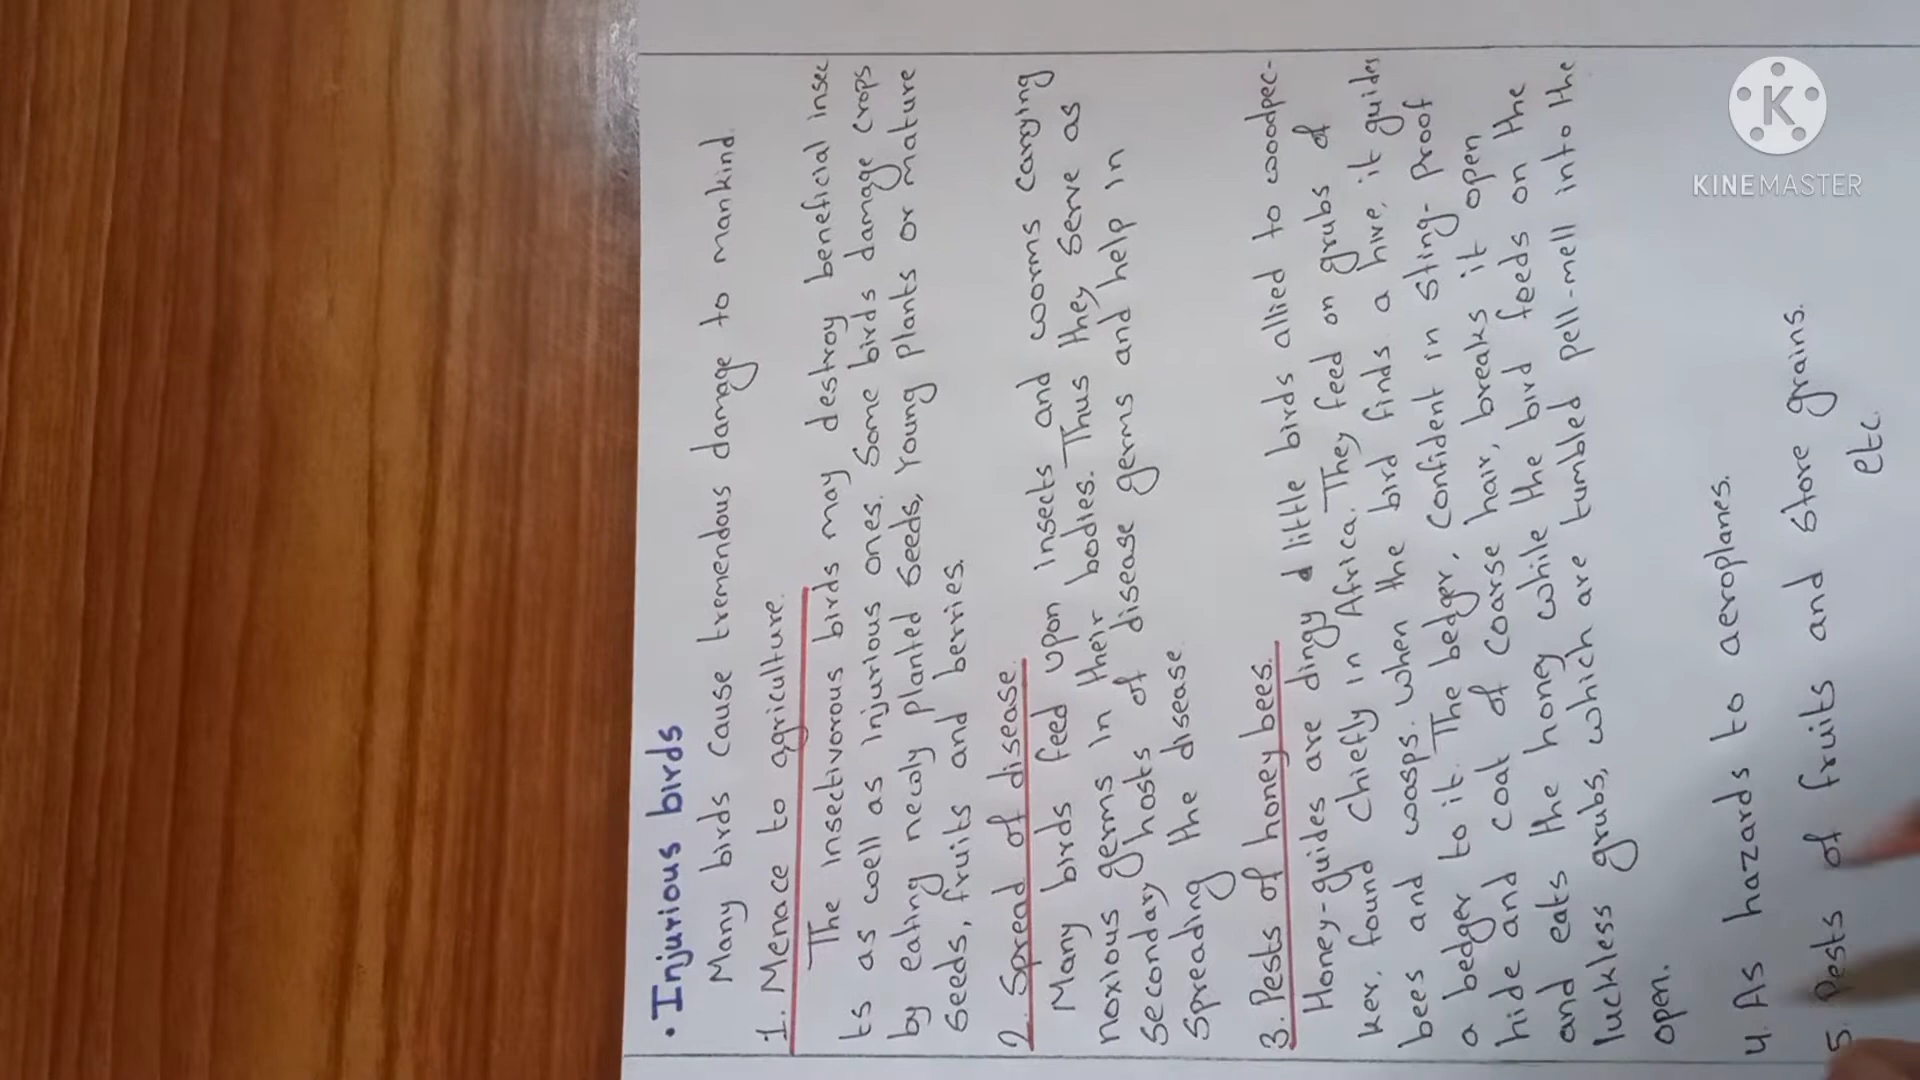 • Injurious birds
Many birds cause tremendous damage to mankind.
1. Menace to agriculture.
The insectivorous birds may destroy beneficial insec
ts as well as injurious ones. Some birds damage crops
by eating newly planted seeds, young plants or mature
seeds, fruits and berries.
2. Spread of disease.
Many birds feed upon insects and worms carrying
noxious germs in their bodies. Thus they serve as
secondary hosts of disease germs and help in
spreading the disease
3. Pests of honey bees.
Honey-guides are dingy little birds allied to woodpec-
ker, found chiefly in Africa. They feed on grubs of
bees and wasps. when the bird finds a hive, it guides
a bedger to it. The bedger, confident in sting-proof
hide and coat of coarse hair, breaks it open
and eats the honey while the bird feeds on the
luckless grubs, which are tumbled pell-mell into the
open.
4. As hazards to aeroplanes.
5. Pests of fruits and store grains.
etc.
KINEMASTER